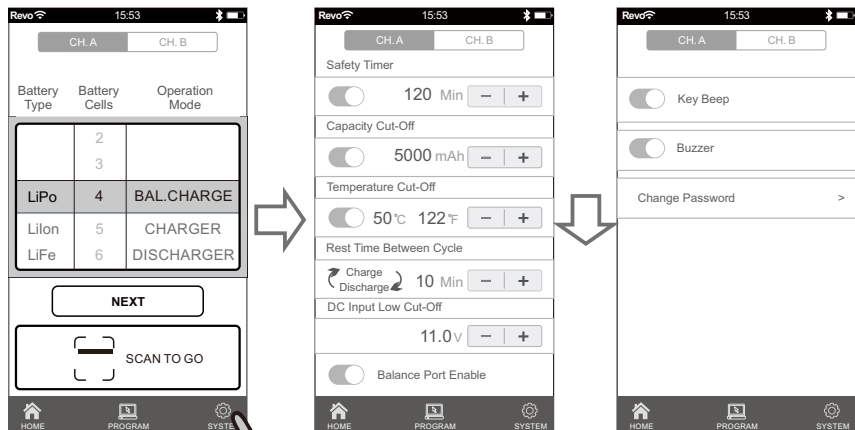 Revo 15:53
CH. A CH. B
Battery Type Battery Cells Operation Mode
2
3
LiPo 4 BAL.CHARGE
LiIon 5 CHARGER
LiFe 6 DISCHARGER
NEXT
SCAN TO GO
HOME PROGRAM SYSTE
Revo 15:53
CH. A CH. B
Safety Timer
120 Min − +
Capacity Cut-Off
5000 mAh − +
Temperature Cut-Off
50℃ 122℉ − +
Rest Time Between Cycle
Charge
Discharge 10 Min − +
DC Input Low Cut-Off
11.0V − +
Balance Port Enable
HOME PROGRAM SYSTEM
Revo 15:53
CH. A CH. B
Key Beep
Buzzer
Change Password >
HOME PROGRAM SYSTEM